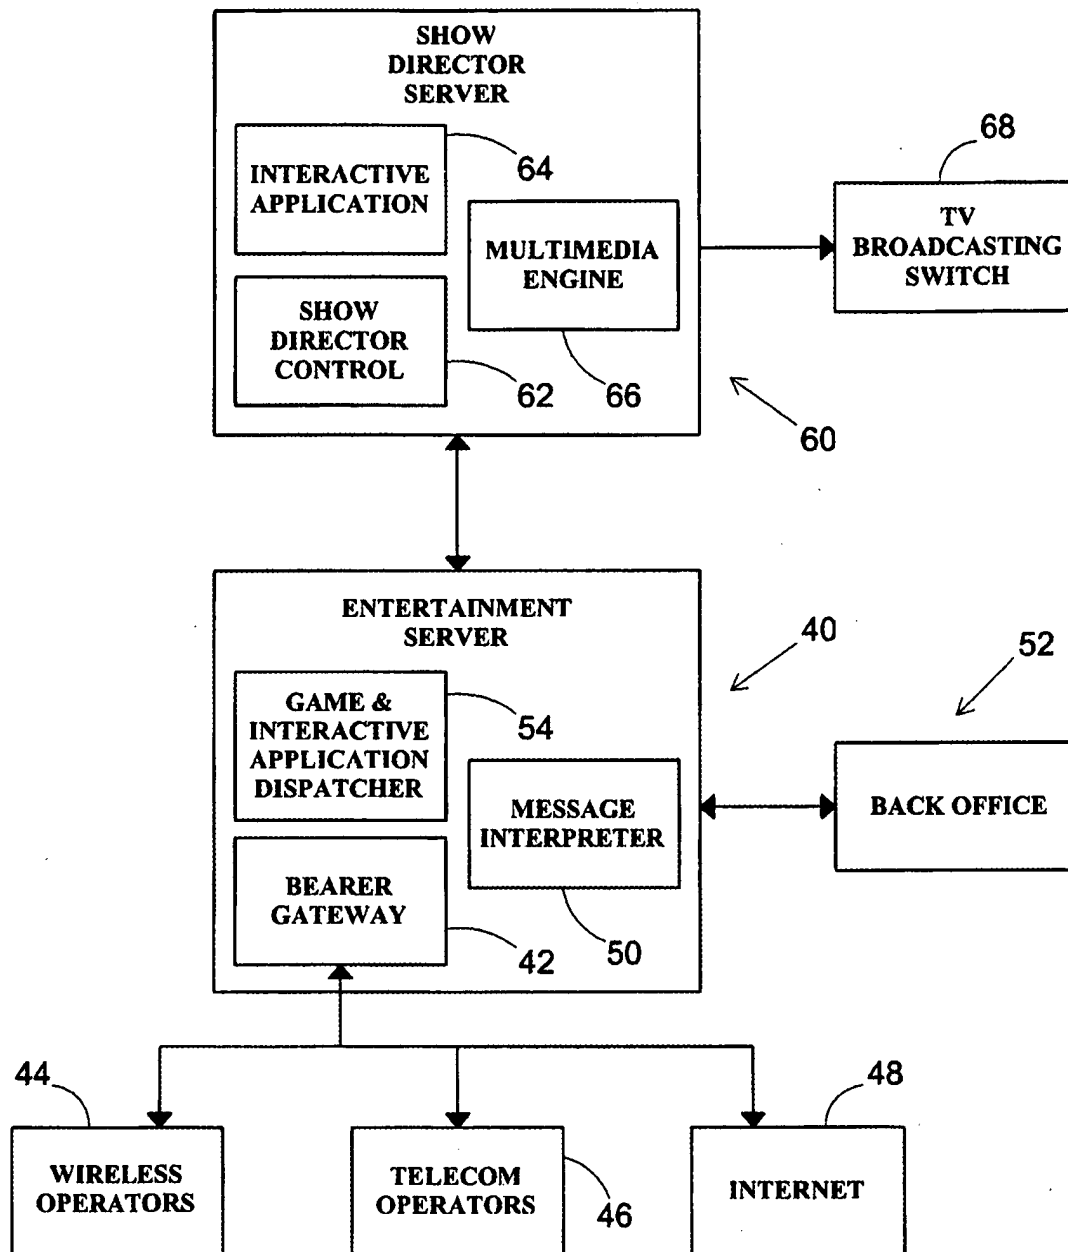 SHOW
DIRECTOR
SERVER
INTERACTIVE
APPLICATION
64
MULTIMEDIA
ENGINE
SHOW
DIRECTOR
CONTROL
62
66
68
TV
BROADCASTING
SWITCH
60
ENTERTAINMENT
SERVER
40
52
GAME &
INTERACTIVE
APPLICATION
DISPATCHER
54
MESSAGE
INTERPRETER
BACK OFFICE
BEARER
GATEWAY
42
50
44
WIRELESS
OPERATORS
TELECOM
OPERATORS
46
48
INTERNET